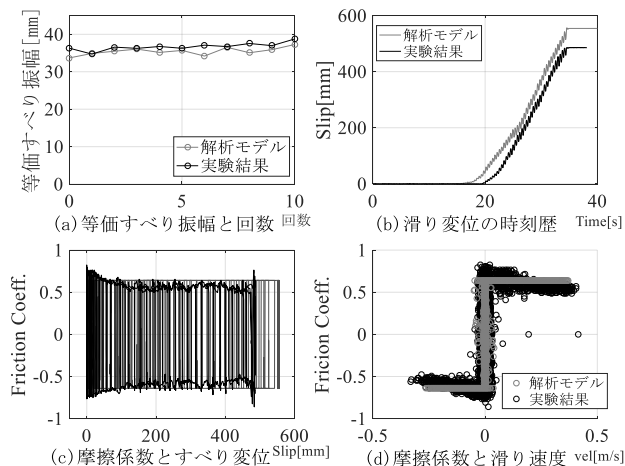 等価すべり振幅[mm]
40
30
20
10
0
0
5
10
解析モデル
実験結果
(a)等価すべり振幅と回数 回数
Slip[mm]
600
400
200
0
0
20
40
解析モデル
実験結果
(b)滑り変位の時刻歴 Time[s]
Friction Coeff.
1
0.5
0
-0.5
-1
0
200
400
600
(c)摩擦係数とすべり変位 Slip[mm]
Fricion Coeff.
1
0.5
0
-0.5
-1
-0.5
0
0.5
解析モデル
実験結果
(d)摩擦係数と滑り速度 vel[m/s]